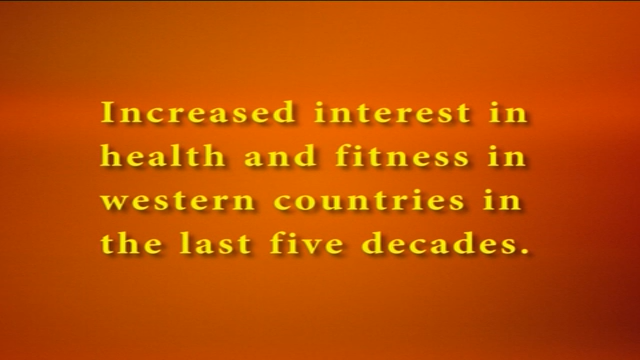 Increased interest in
health and fitness in
western countries in
the last five decades.